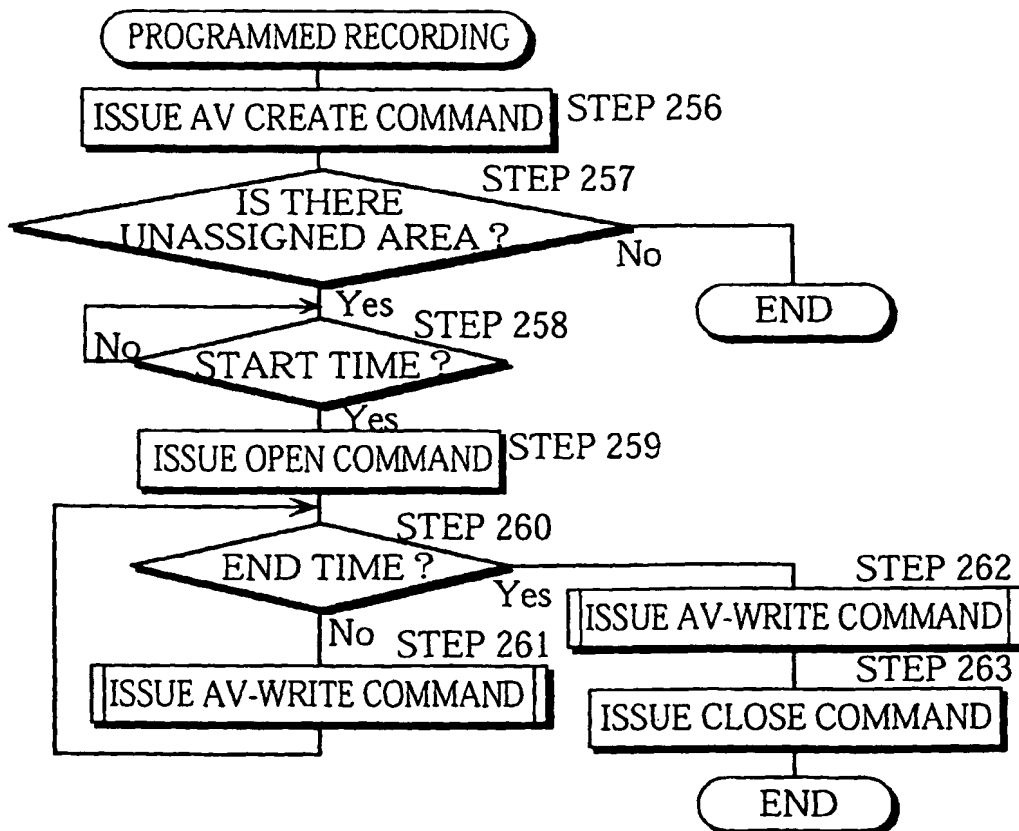 PROGRAMMED RECORDING
ISSUE AV CREATE COMMAND
STEP 256
STEP 257
IS THERE
UNASSIGNED AREA ?
No
END
Yes
STEP 258
No
START TIME ?
Yes
ISSUE OPEN COMMAND
STEP 259
STEP 260
END TIME ?
Yes
No
STEP 261
ISSUE AV-WRITE COMMAND
STEP 262
ISSUE AV-WRITE COMMAND
STEP 263
ISSUE CLOSE COMMAND
END